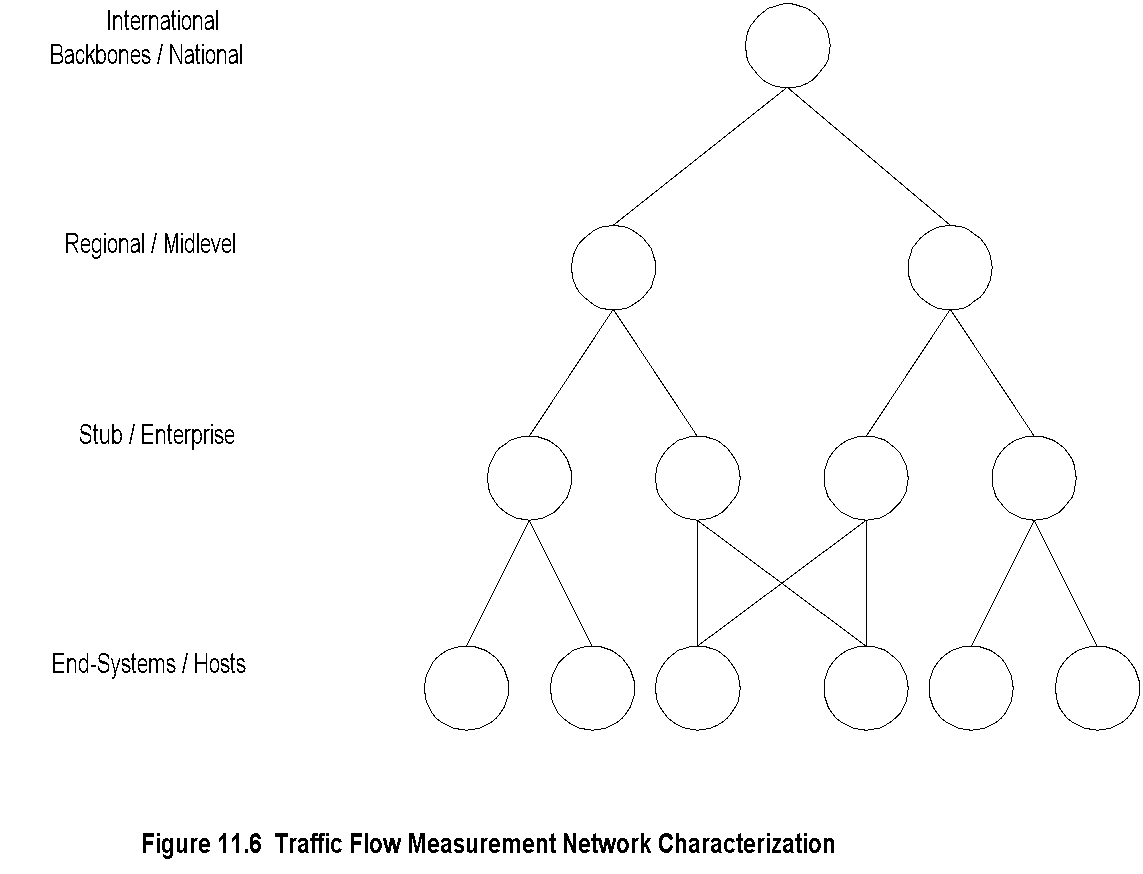 International
Backbones / National
Regional / Midlevel
Stub / Enterprise
End-Systems / Hosts
Figure 11.6 Traffic Flow Measurement Network Characterization